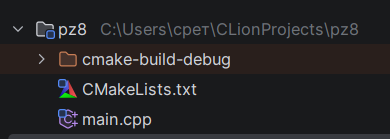 pz8 C:\Users\срет\CLionProjects\pz8
cmake-build-debug
CMakeLists.txt
main.cpp